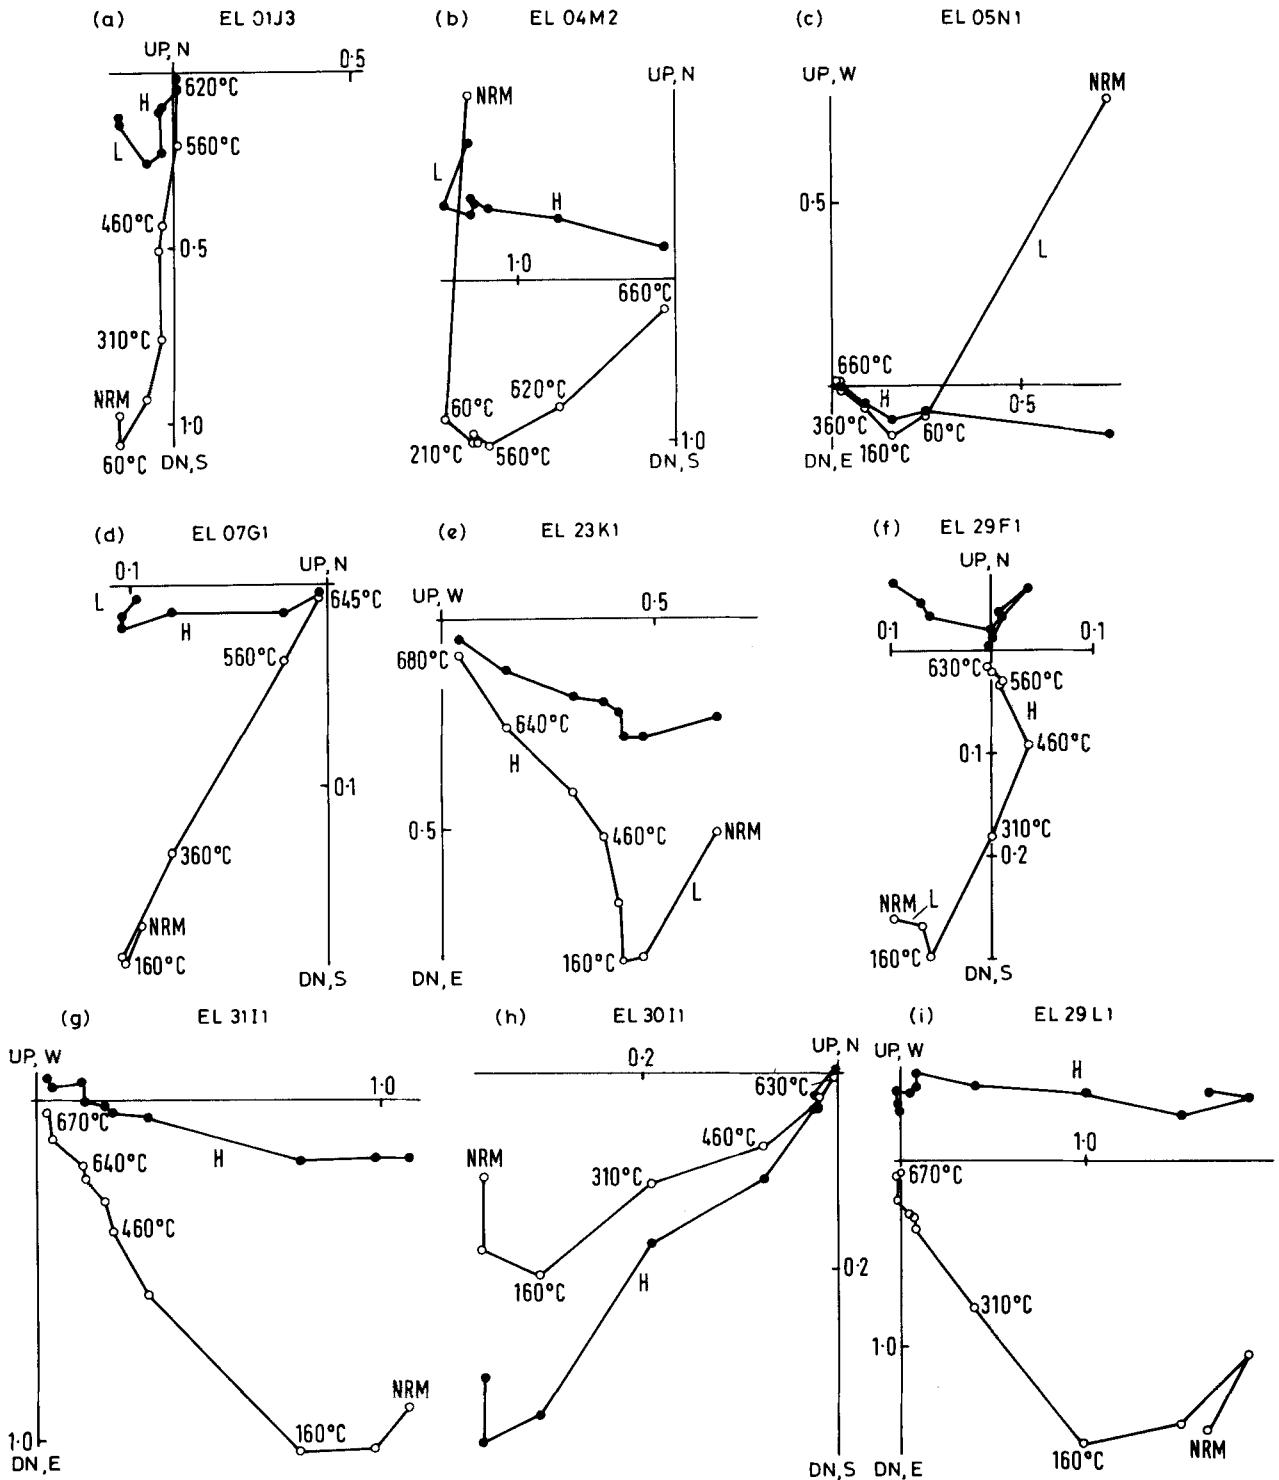 (a) EL 01J3
UP, N
0·5
620°C
H
L
560°C
460°C
0·5
310°C
NRM
1·0
60°C
DN, S
(b) EL 04M2
UP, N
NRM
L
H
1·0
660°C
620°C
60°C
210°C
560°C
1·0
DN, S
(c) EL 05N1
UP, W
NRM
0·5
L
660°C
H
0·5
360°C
60°C
160°C
DN, E
(d) EL 07G1
UP, N
0·1
645°C
L
H
560°C
0·1
360°C
NRM
160°C
DN, S
(e) EL 23K1
UP, W
0·5
680°C
640°C
H
0·5
460°C
NRM
L
160°C
DN, E
(f) EL 29F1
UP, N
0·1
0·1
630°C
560°C
H
460°C
0·1
310°C
0·2
NRM
L
160°C
DN, S
(g) EL 31I1
UP, W
1·0
670°C
640°C
H
460°C
NRM
160°C
1·0
DN, E
(h) EL 30I1
UP, N
0·2
630°C
460°C
NRM
310°C
160°C
H
0·2
DN, S
(i) EL 29L1
UP, W
H
1·0
670°C
310°C
1·0
160°C
NRM
DN, E